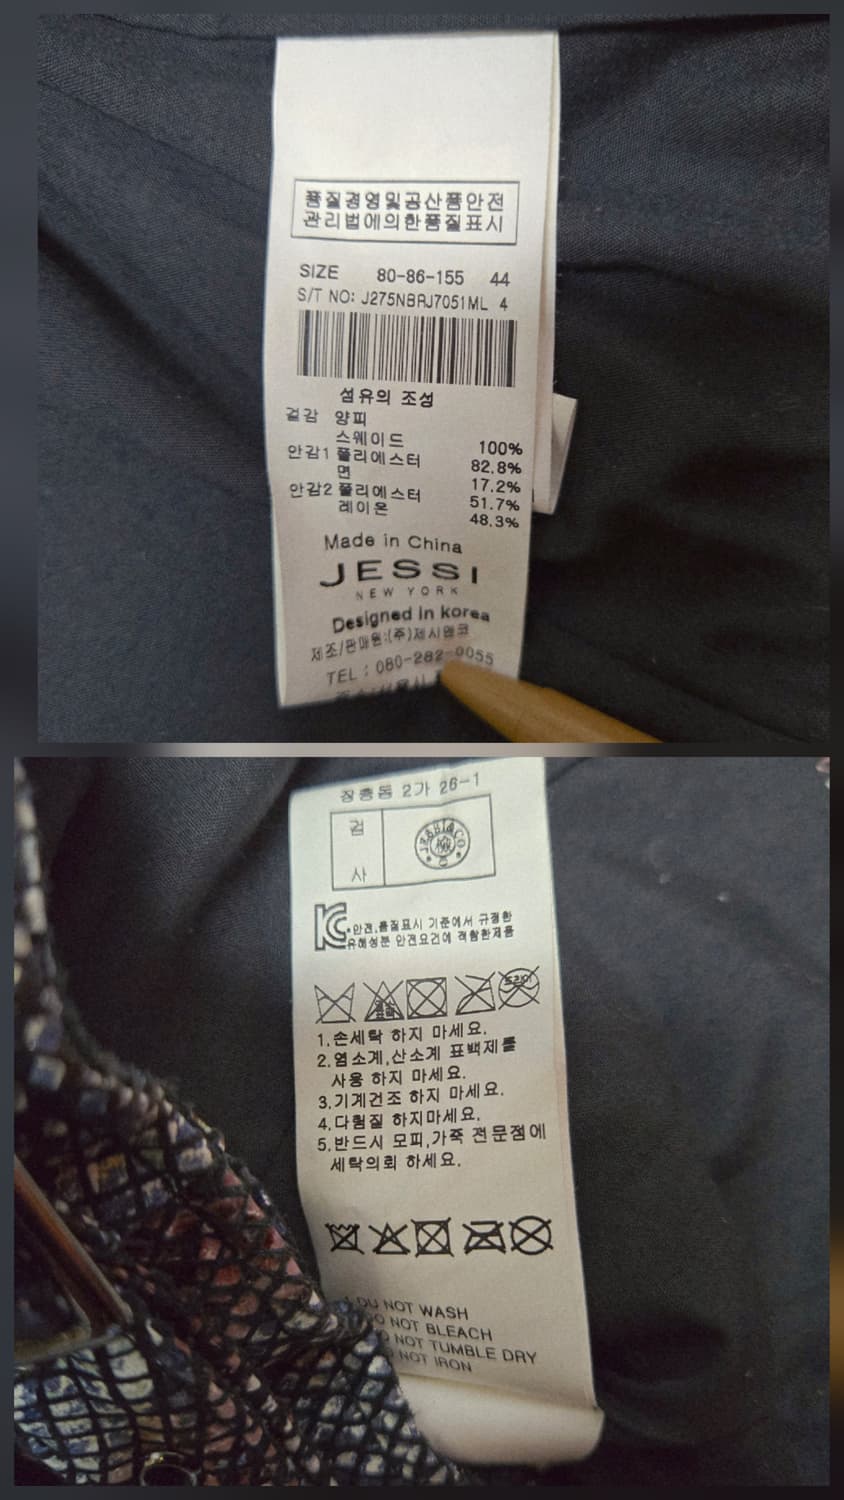 품질경영및공산품안전
관리법에의한품질표시
SIZE 80-86-155 44
S/T NO: J275NBRJ7051ML 4
섬유의 조성
겉감 양피
스웨이드 100%
안감1 폴리에스터 82.8%
면 17.2%
안감2 폴리에스터 51.7%
레이온 48.3%
Made in China
JESSI
NEW YORK
Designed in korea
제조/판매원:(주)제시앤코
TEL : 080-282-0055
장충동 2가 26-1
검
사
JESSI&CO
KC
안전,품질표시 기준에서 규정한
유해성분 안전요건에 적합한제품
1.손세탁 하지 마세요.
2.염소계,산소계 표백제를
사용 하지 마세요.
3.기계건조 하지 마세요.
4.다림질 하지마세요.
5.반드시 모피,가죽 전문점에
세탁의뢰 하세요.
DO NOT WASH
DO NOT BLEACH
NOT TUMBLE DRY
NOT IRON